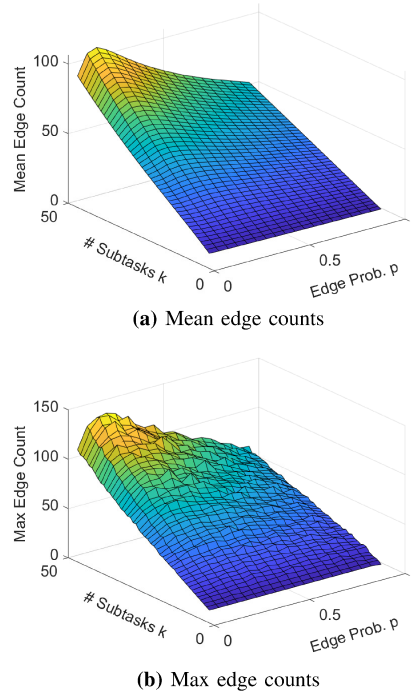 100
50
0
50
Mean Edge Count
# Subtasks k
0
0
0.5
Edge Prob. p
(a) Mean edge counts
150
100
50
0
50
Max Edge Count
# Subtasks k
0
0
0.5
Edge Prob. p
(b) Max edge counts